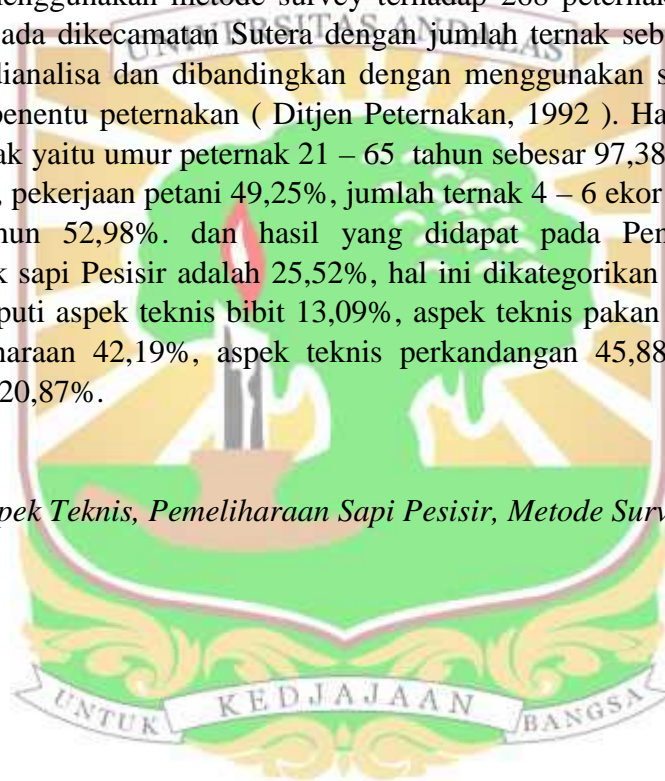 menggunakan metode survey terhadap 268 peternak
UNIVERSITAS ANDALAS
ada dikecamatan Sutera dengan jumlah ternak seb
dianalisa dan dibandingkan dengan menggunakan s
penentu peternakan ( Ditjen Peternakan, 1992 ). Ha
ak yaitu umur peternak 21 – 65 tahun sebesar 97,38
, pekerjaan petani 49,25%, jumlah ternak 4 – 6 ekor
hun 52,98%. dan hasil yang didapat pada Pem
k sapi Pesisir adalah 25,52%, hal ini dikategorikan
puti aspek teknis bibit 13,09%, aspek teknis pakan
haraan 42,19%, aspek teknis perkandangan 45,88
20,87%.
pek Teknis, Pemeliharaan Sapi Pesisir, Metode Surv
UNTUK KEDJAJAAN BANGSA